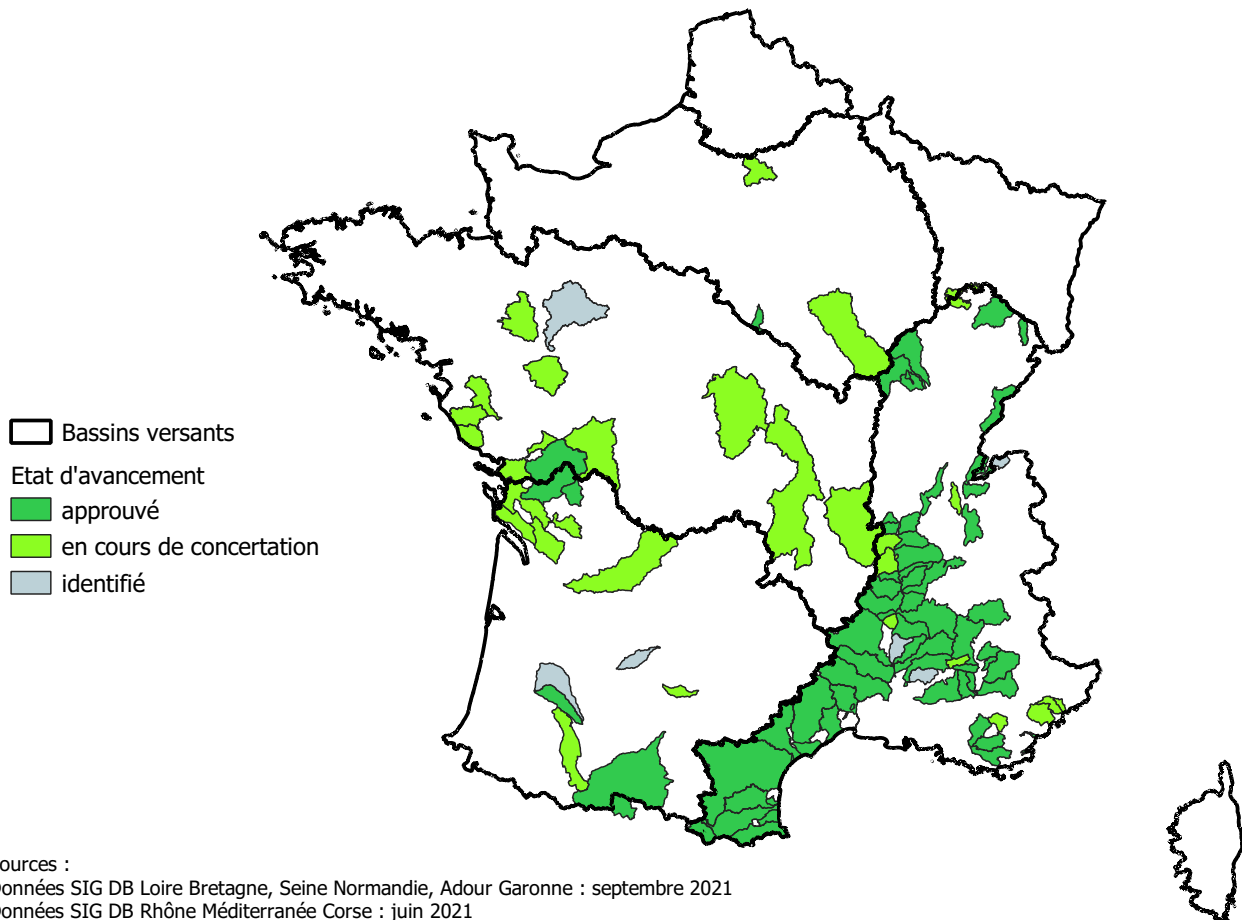 Bassins versants
Etat d'avancement
approuvé
en cours de concertation
identifié
ources :
onnées SIG DB Loire Bretagne, Seine Normandie, Adour Garonne : septembre 2021
onnées SIG DB Rhône Méditerranée Corse : juin 2021